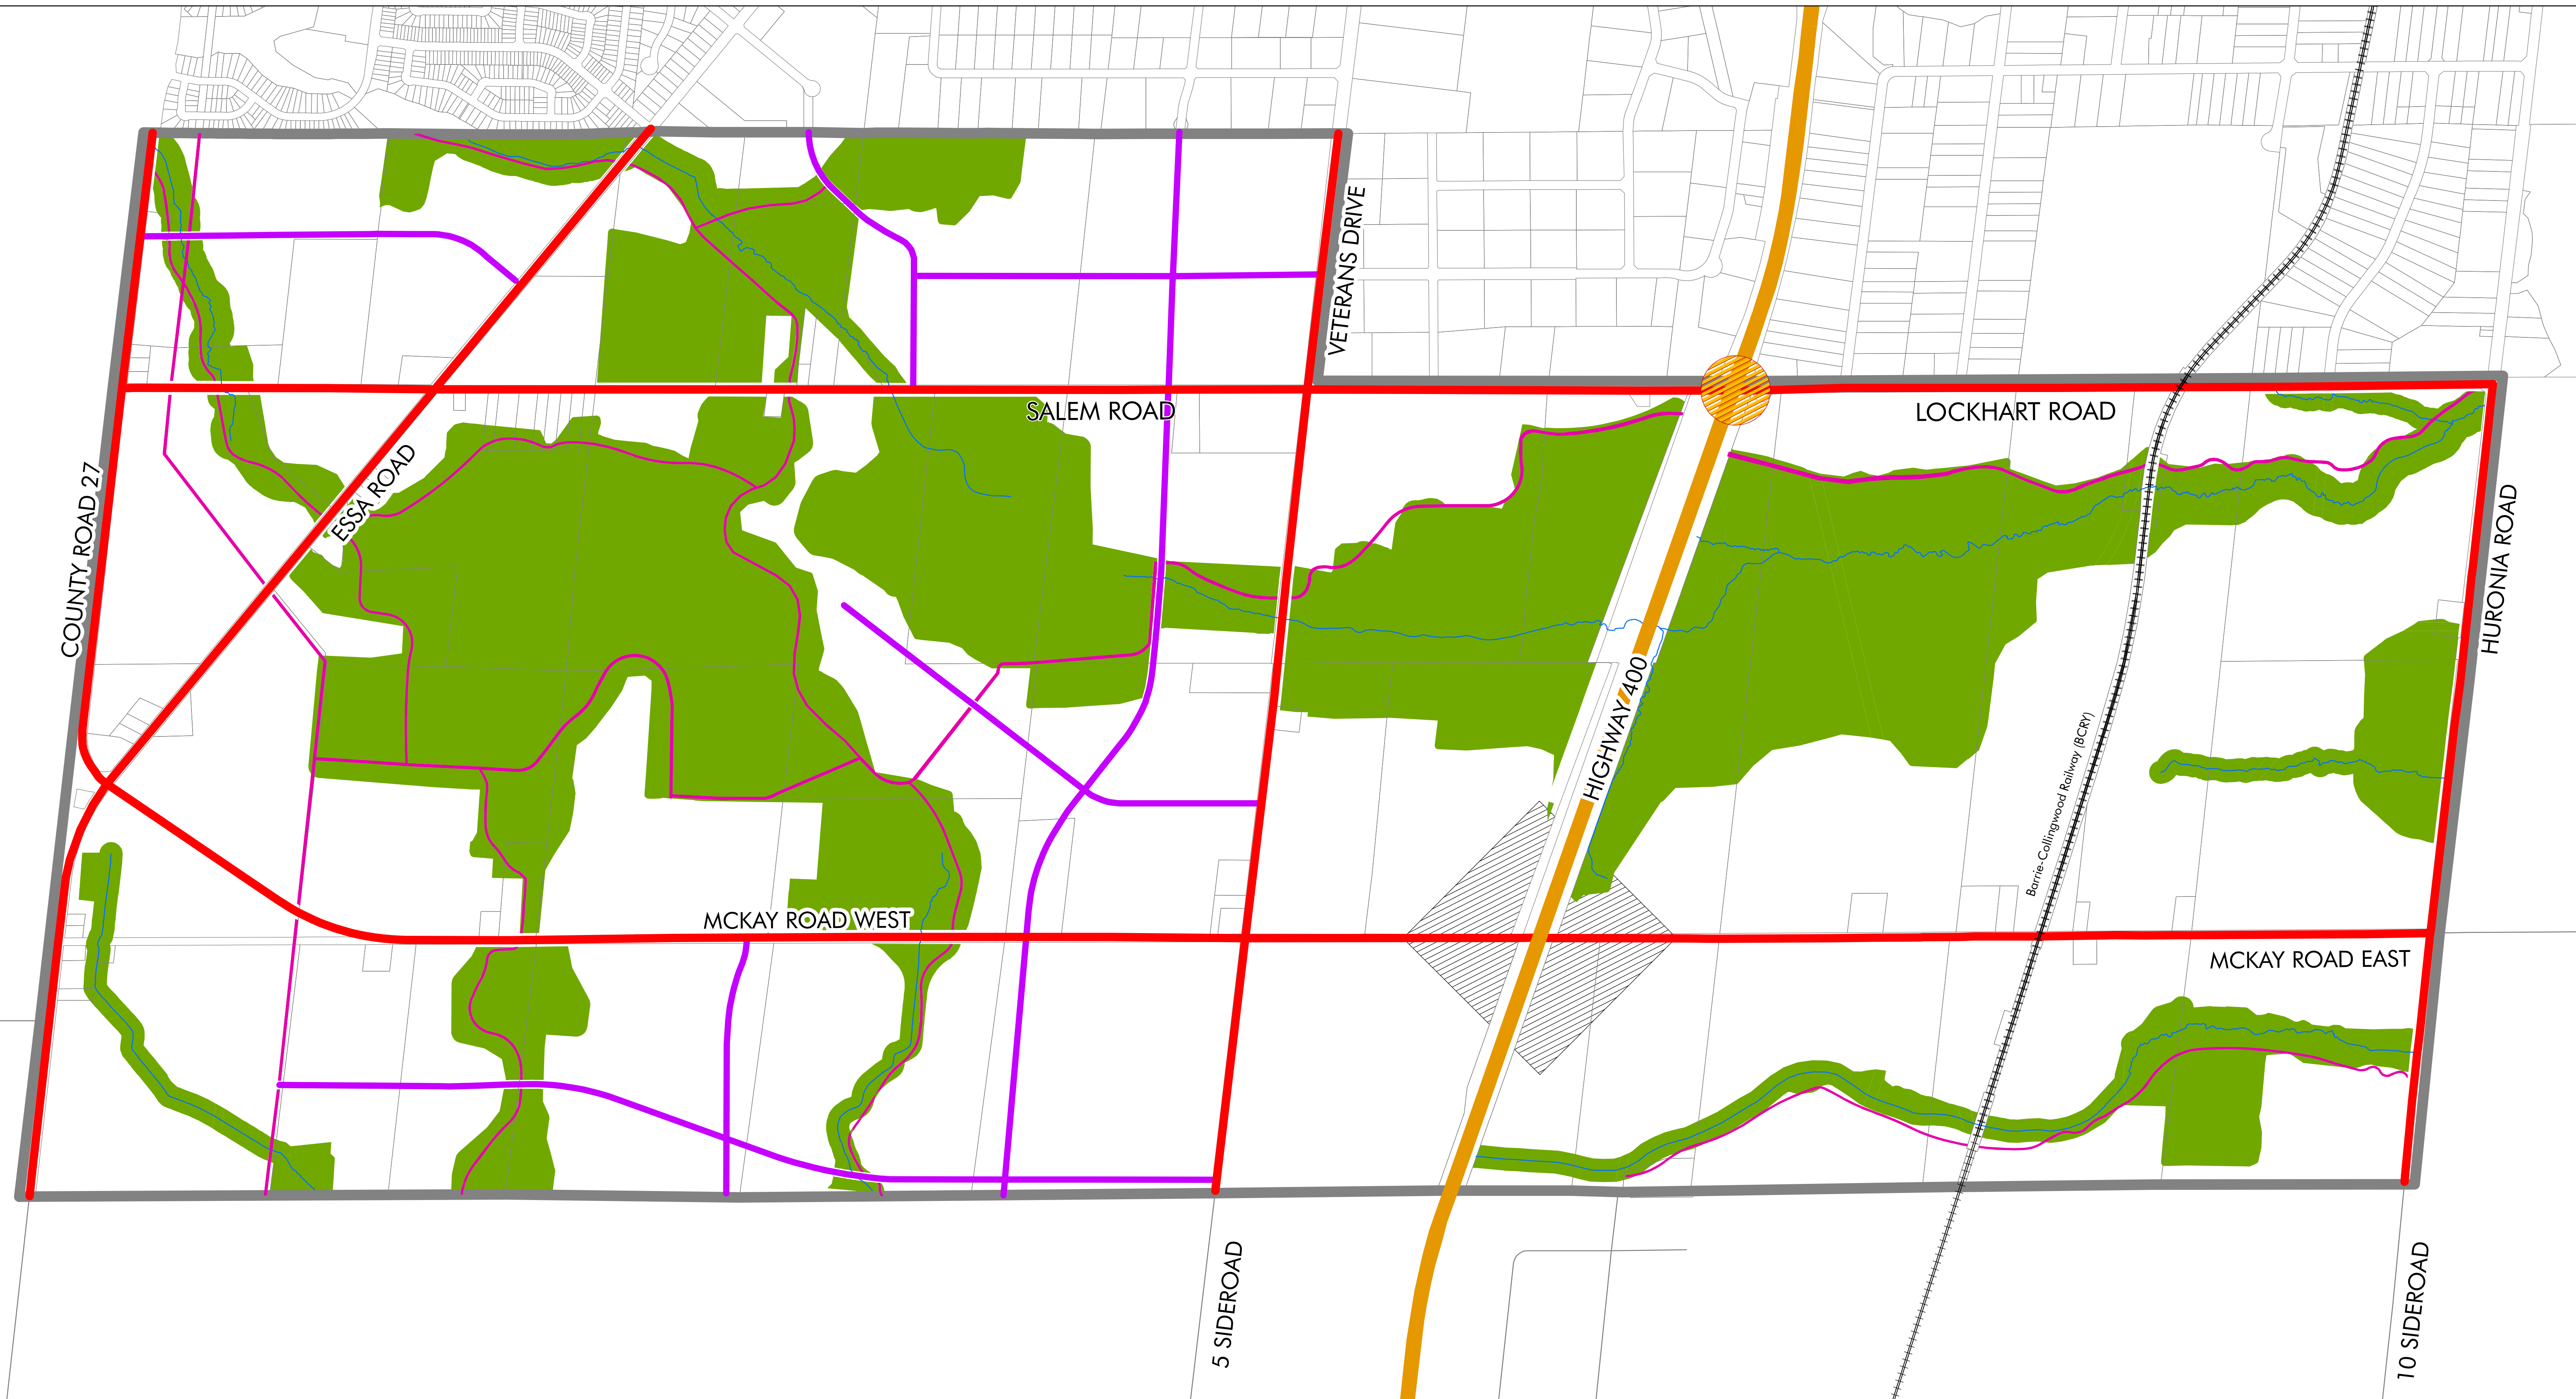 VETERANS DRIVE
SALEM ROAD
LOCKHART ROAD
ESSA ROAD
COUNTY ROAD 27
HURONIA ROAD
HIGHWAY 400
Barrie-Collingwood Railway (BCRY)
MCKAY ROAD WEST
MCKAY ROAD EAST
5 SIDEROAD
10 SIDEROAD